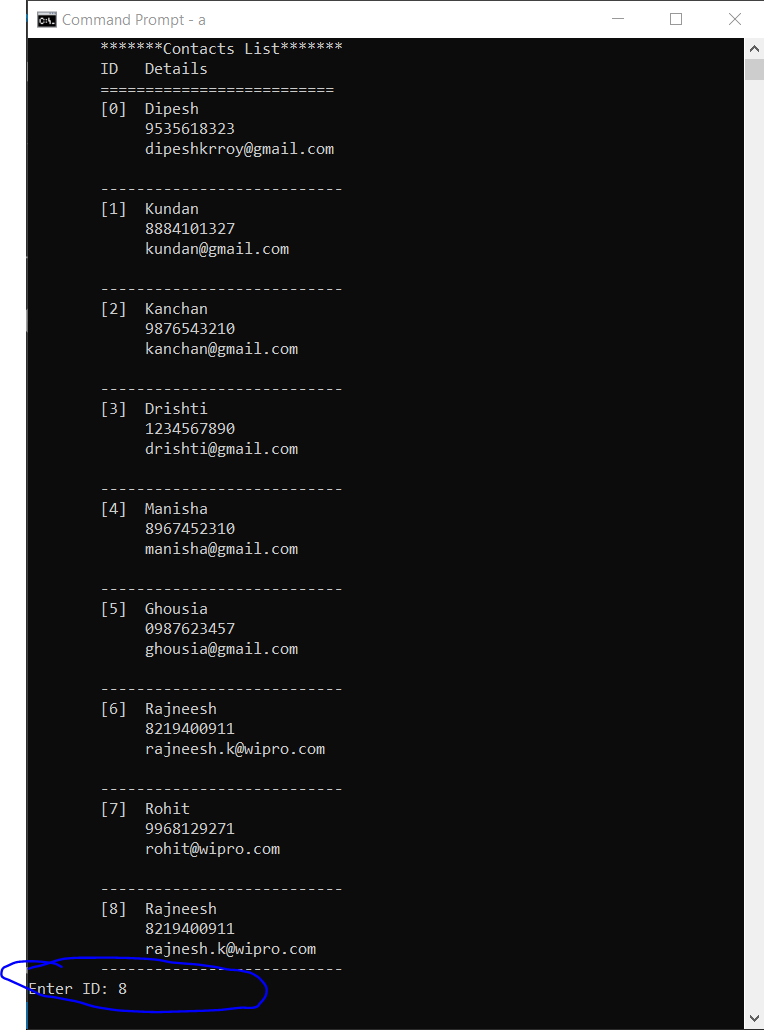 Command Prompt - a
*******Contacts List*******
ID Details
==========================
[0] Dipesh
9535618323
dipeshkrroy@gmail.com
---------------------------
[1] Kundan
8884101327
kundan@gmail.com
---------------------------
[2] Kanchan
9876543210
kanchan@gmail.com
---------------------------
[3] Drishti
1234567890
drishti@gmail.com
---------------------------
[4] Manisha
8967452310
manisha@gmail.com
---------------------------
[5] Ghousia
0987623457
ghousia@gmail.com
---------------------------
[6] Rajneesh
8219400911
rajneesh.k@wipro.com
---------------------------
[7] Rohit
9968129271
rohit@wipro.com
---------------------------
[8] Rajneesh
8219400911
rajnesh.k@wipro.com
---------------------------
Enter ID: 8